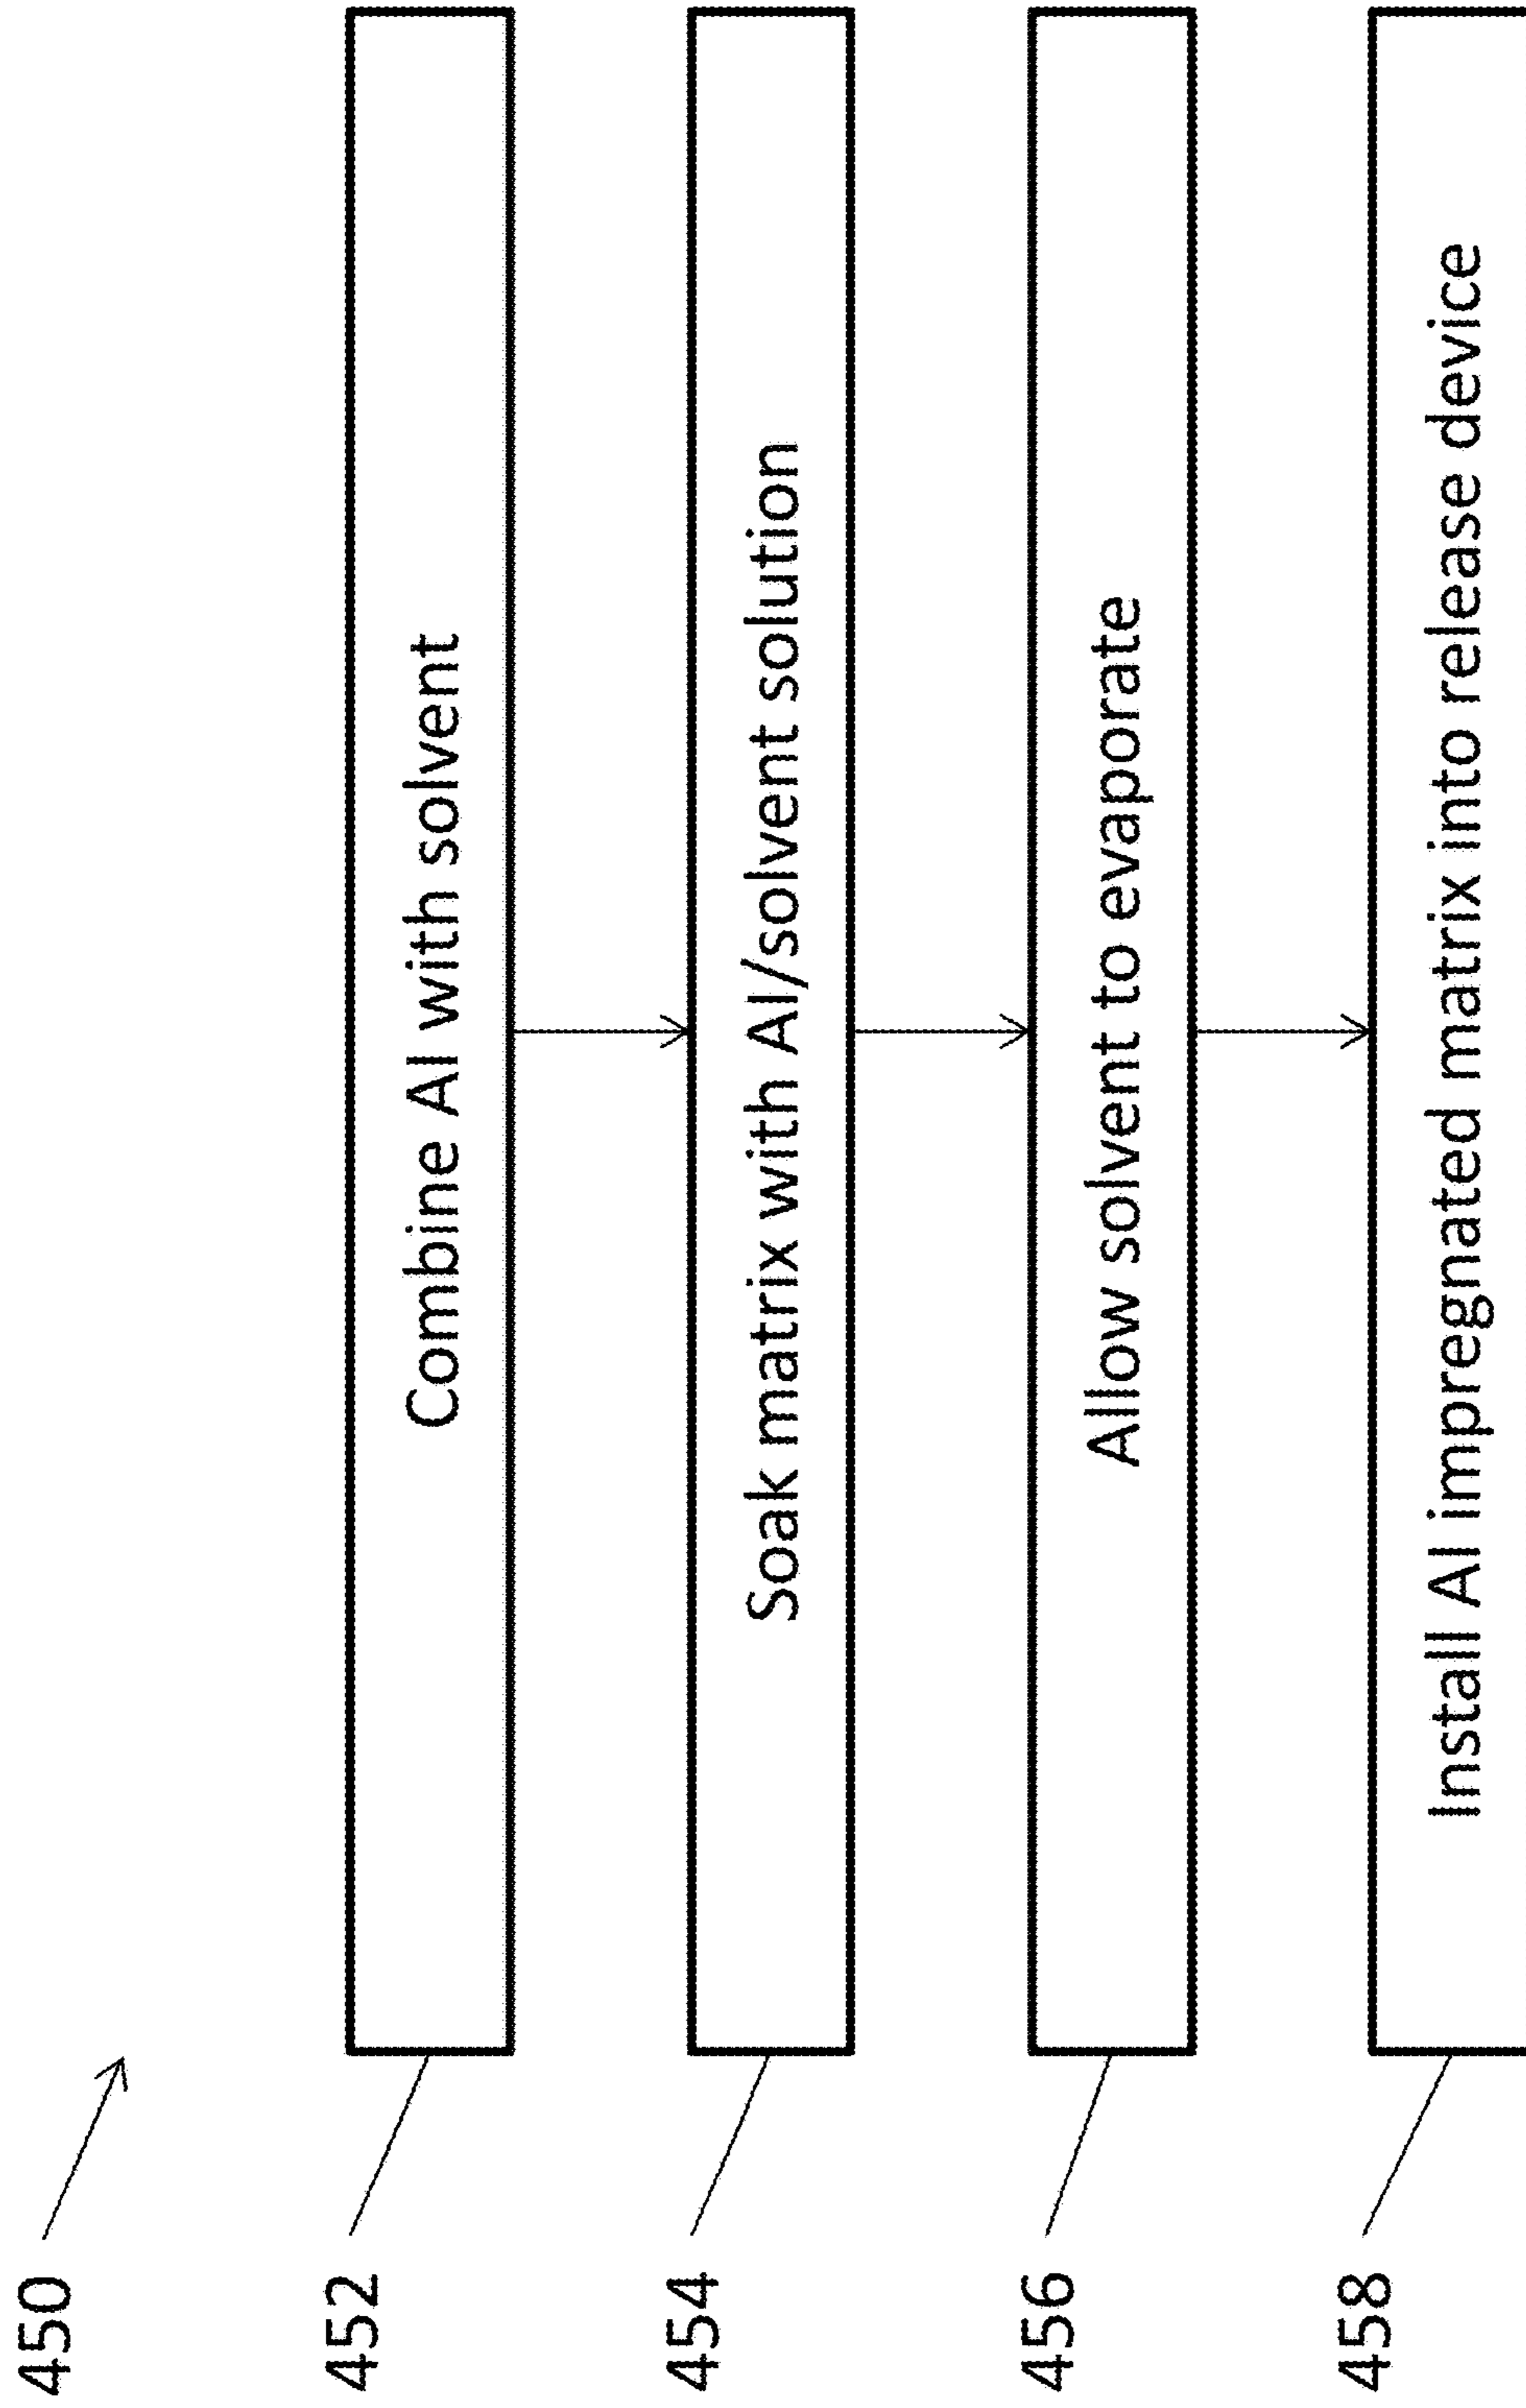 450
452
Combine AI with solvent
454
Soak matrix with AI/solvent solution
456
Allow solvent to evaporate
458
Install AI impregnated matrix into release device